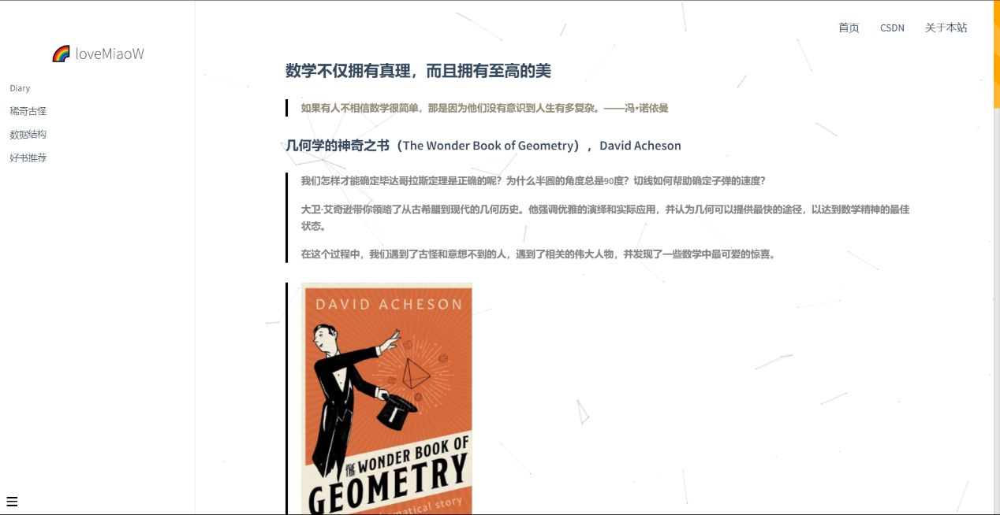 首页 CSDN 关于本站
🌈 loveMiaoW
Diary
稀奇古怪
数据结构
好书推荐
数学不仅拥有真理，而且拥有至高的美
如果有人不相信数学很简单，那是因为他们没有意识到人生有多复杂。——冯•诺依曼
几何学的神奇之书（The Wonder Book of Geometry），David Acheson
我们怎样才能确定毕达哥拉斯定理是正确的呢？为什么半圆的角度总是90度？切线如何帮助确定子弹的速度？
大卫·艾奇逊带你领略了从古希腊到现代的几何历史。他强调优雅的演绎和实际应用，并认为几何可以提供最快的途径，以达到数学精神的最佳
状态。
在这个过程中，我们遇到了古怪和意想不到的人，遇到了相关的伟大人物，并发现了一些数学中最可爱的惊喜。
DAVID ACHESON
THE WONDER BOOK OF
GEOMETRY